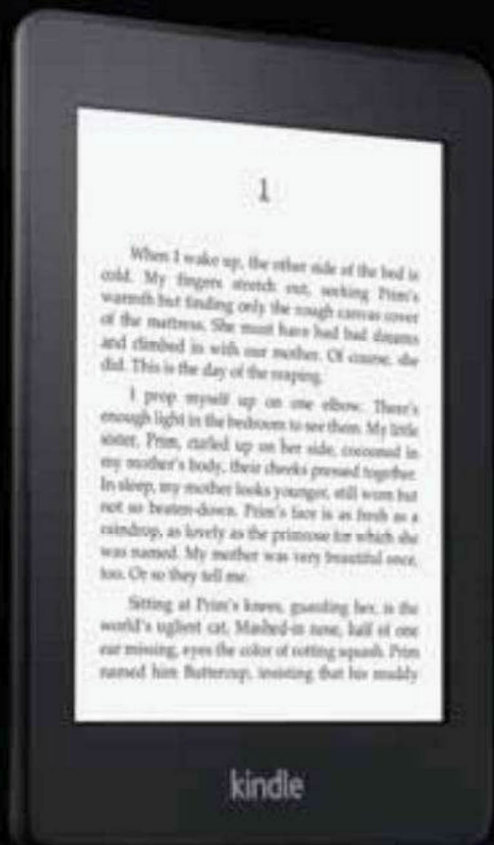 1
When I wake up, the other side of the bed is
cold. My fingers stretch out, seeking Prim's
warmth but finding only the rough canvas cover
of the mattress. She must have had bad dreams
and climbed in with our mother. Of course, she
did. This is the day of the reaping.
I prop myself up on one elbow. There's
enough light in the bedroom to see them. My little
sister, Prim, curled up on her side, cocooned in
my mother's body, their cheeks pressed together.
In sleep, my mother looks younger, still worn but
not so beaten-down. Prim's face is as fresh as a
raindrop, as lovely as the primrose for which she
was named. My mother was very beautiful once,
too. Or so they tell me.
Sitting at Prim's knees, guarding her, is the
world's ugliest cat. Mashed-in nose, half of one
ear missing, eyes the color of rotting squash. Prim
named him Buttercup, insisting that his muddy
kindle